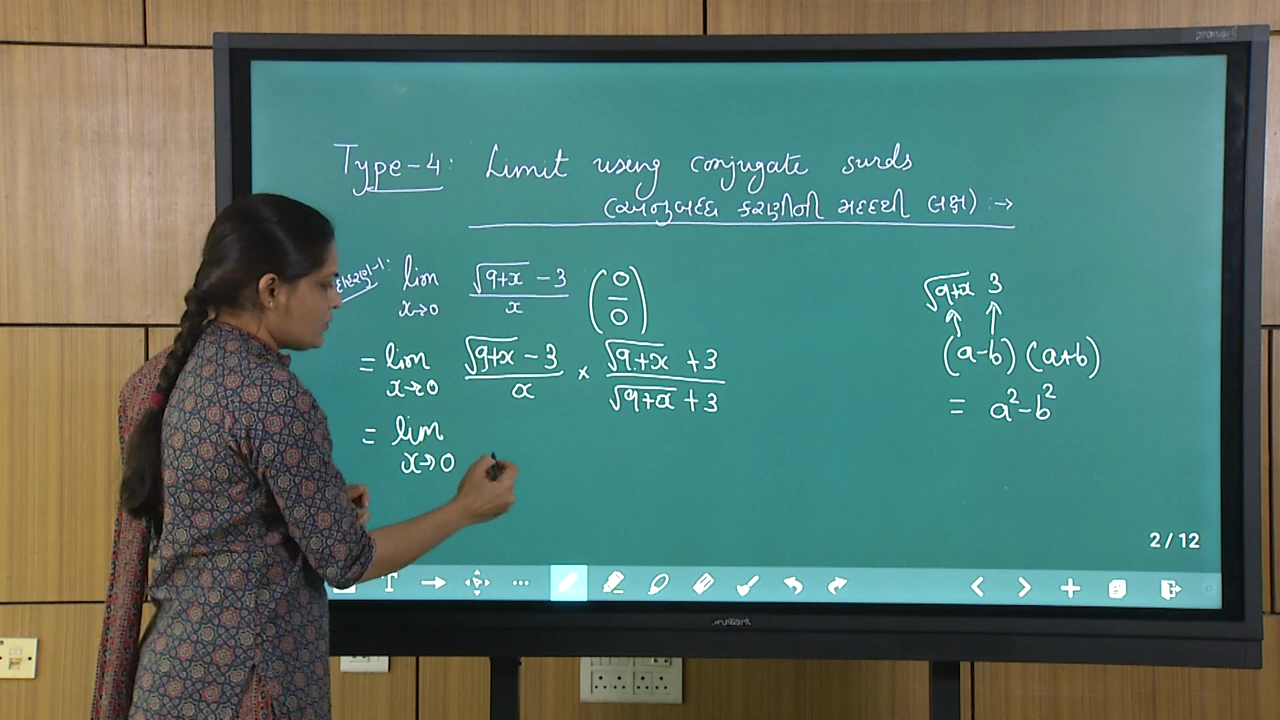 Type-4: Limit using conjugate surds
(અનુબદ્ધ કરણીની મદદથી લક્ષ) :→
lim x→0 √9+x - 3 / x (0/0)
= lim x→0 √9+x - 3 / x × √9+x + 3 / √9+x + 3
= lim x→0
√9+x 3
(a-b) (a+b)
= a² - b²
2/12
T